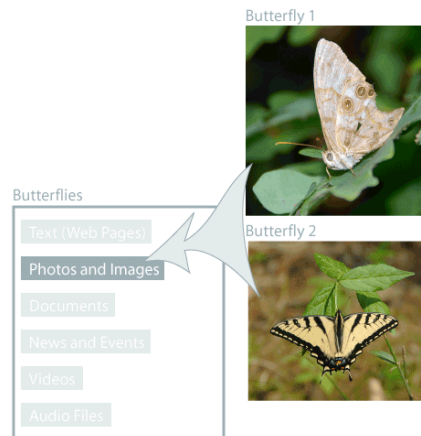 Butterfly 1
Butterflies
Text (Web Pages)
Photos and Images
Documents
News and Events
Videos
Audio Files
Butterfly 2